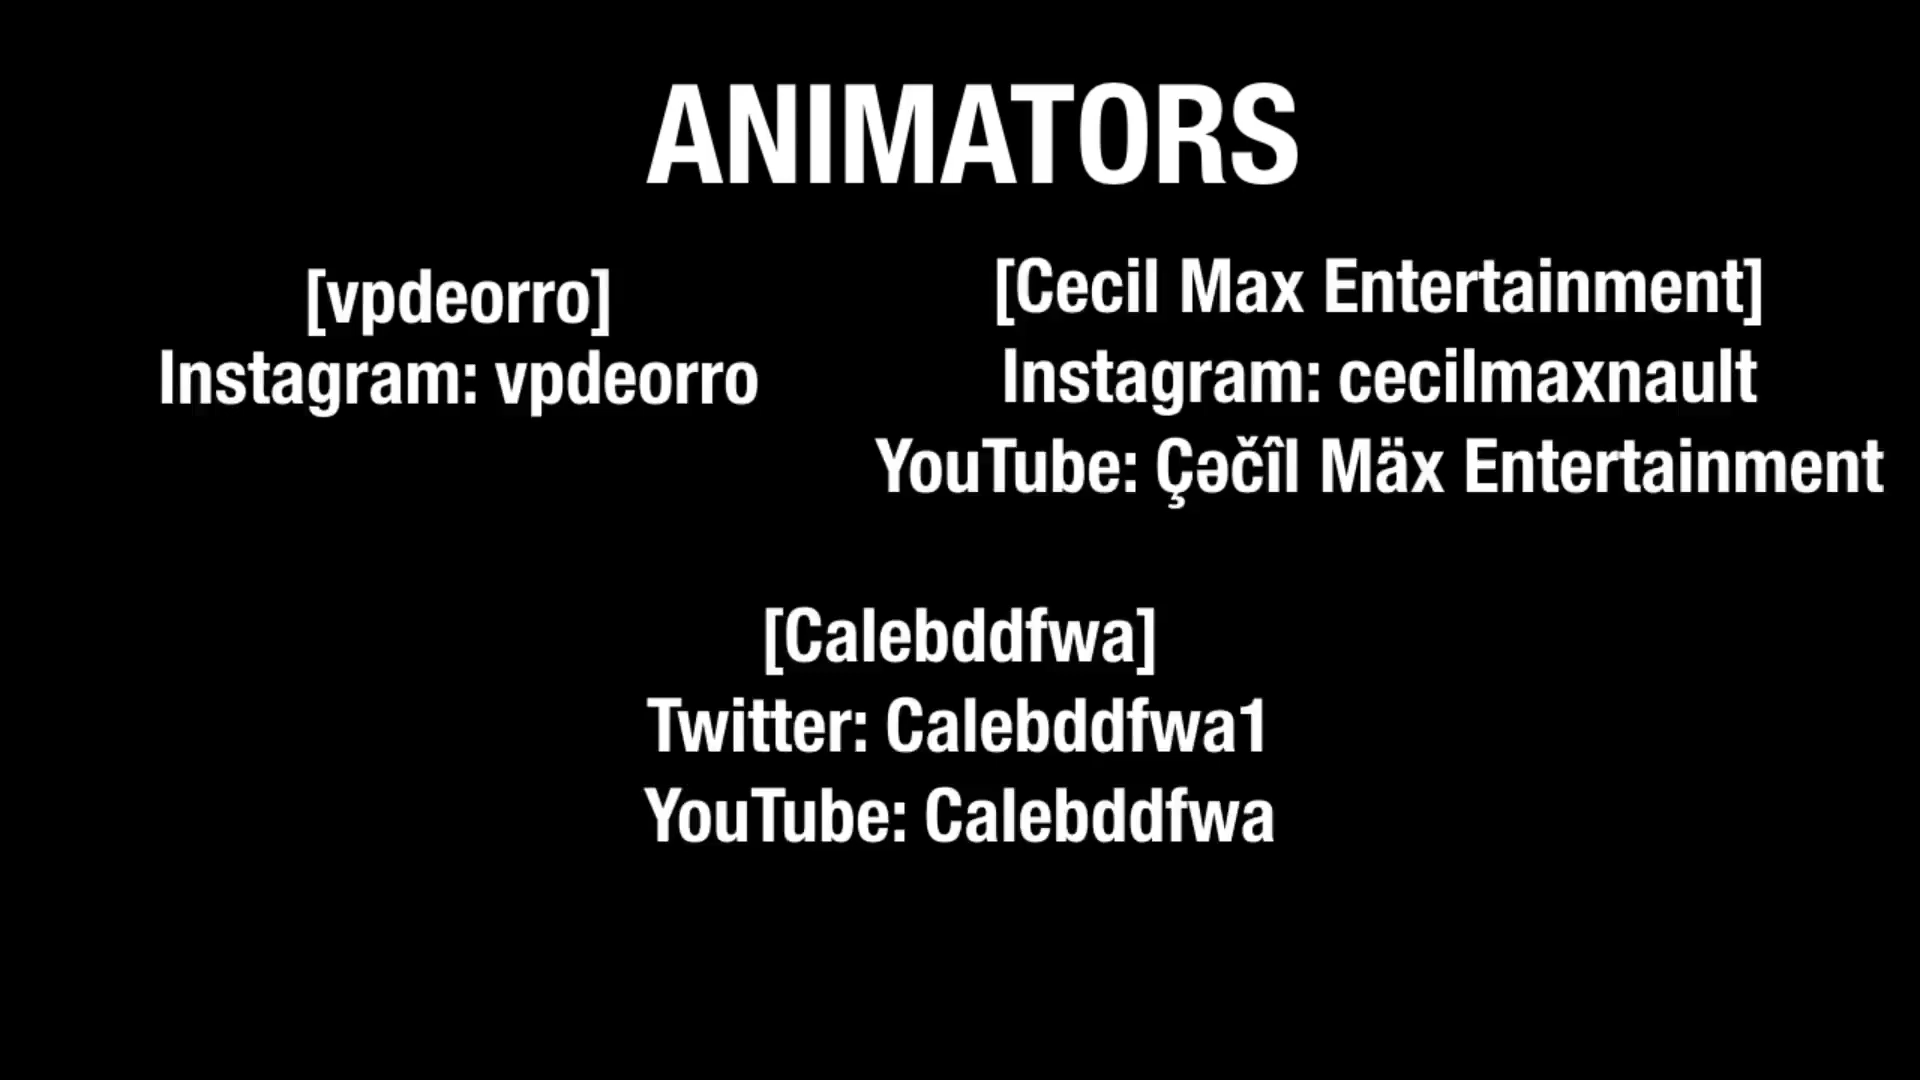 ANIMATORS
[vpdeorro]
Instagram: vpdeorro
[Cecil Max Entertainment]
Instagram: cecilmaxnault
YouTube: Çəčîl Mäx Entertainment
[Calebddfwa]
Twitter: Calebddfwa1
YouTube: Calebddfwa